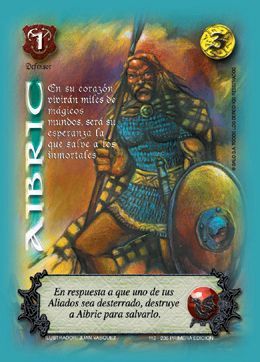 1
3
Defensor
En su corazón
vivirán miles de
mágicos
mundos, será su
esperanza la
que salve a los
inmortales.
AIBRIC
En respuesta a que uno de tus
Aliados sea desterrado, destruye
a Aibric para salvarlo.
ILUSTRADOR: JUAN VASQUEZ
PRIMERA EDICION